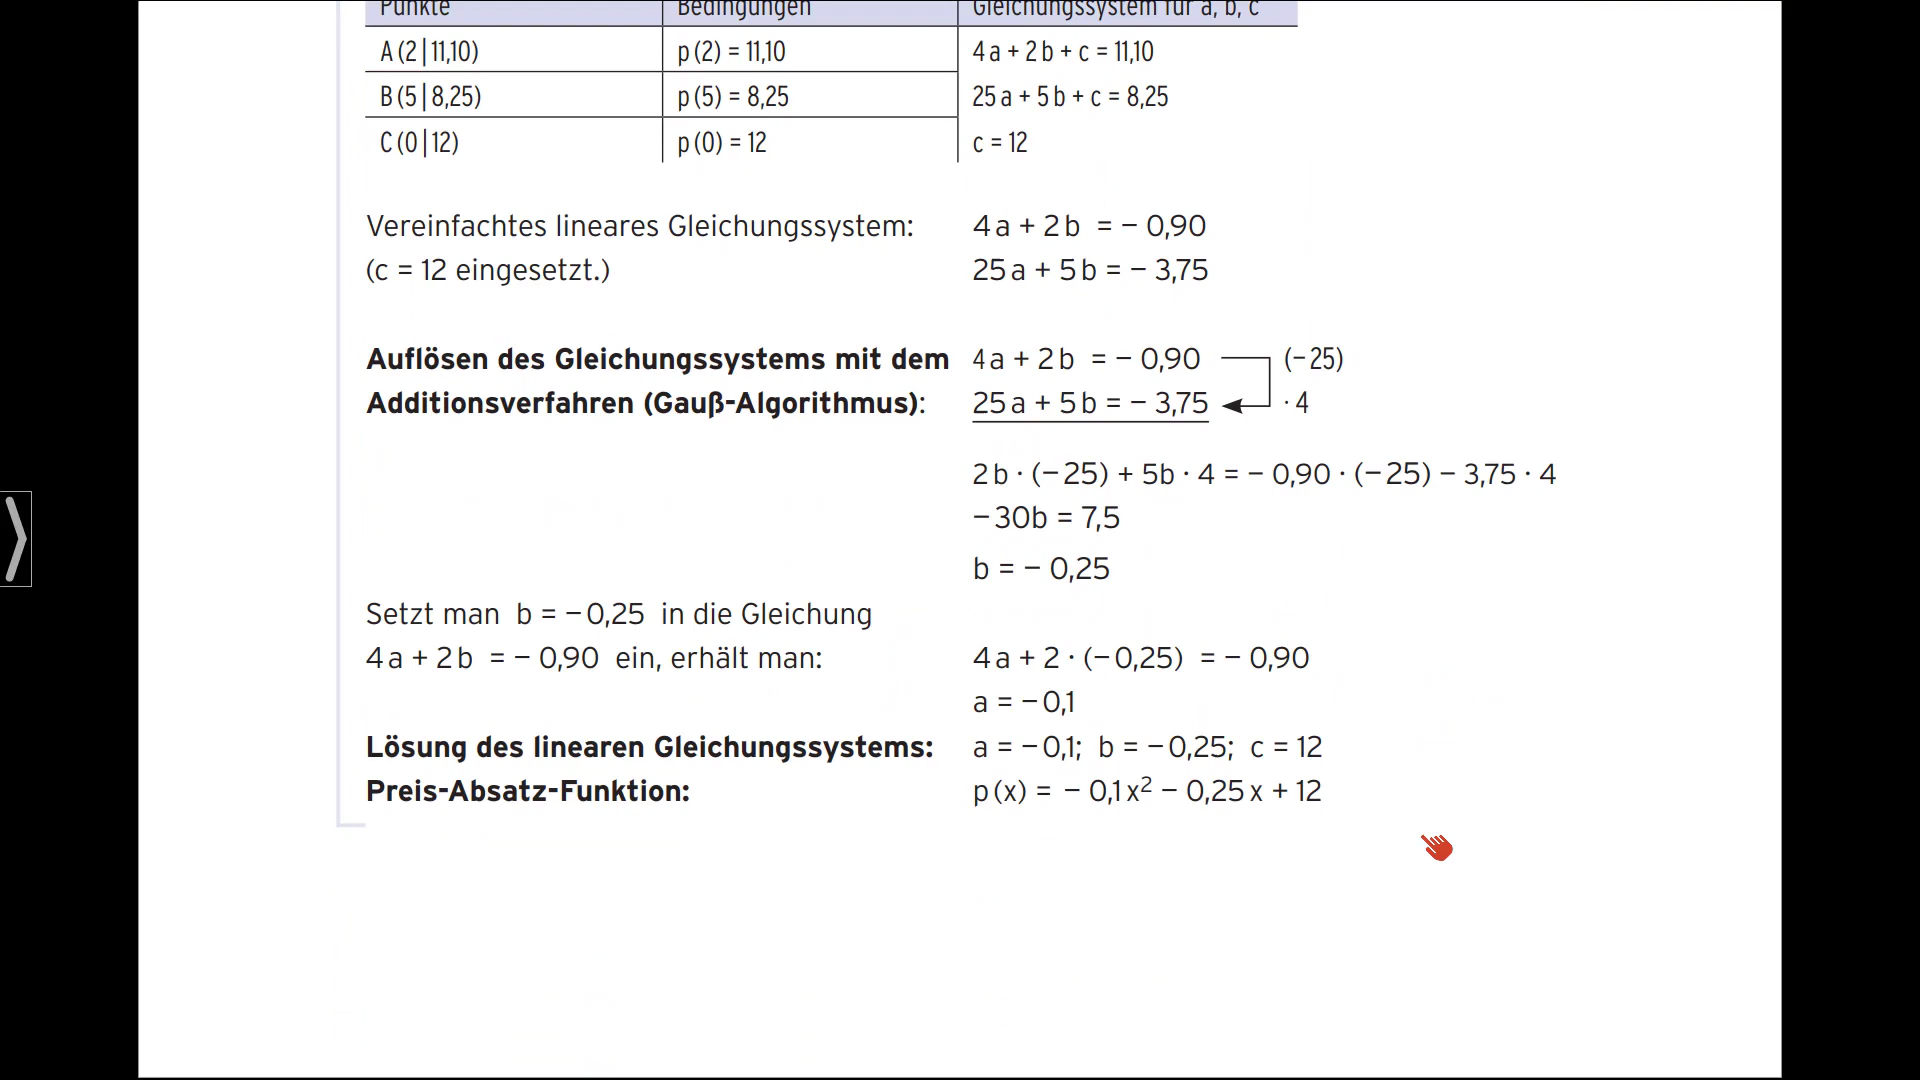 Punkte Bedingungen Gleichungssystem für a, b, c
A (2 | 11,10) p (2) = 11,10 4 a + 2 b + c = 11,10
B (5 | 8,25) p (5) = 8,25 25 a + 5 b + c = 8,25
C (0 | 12) p (0) = 12 c = 12
Vereinfachtes lineares Gleichungssystem: 4 a + 2 b = − 0,90
(c = 12 eingesetzt.) 25 a + 5 b = − 3,75
Auflösen des Gleichungssystems mit dem 4 a + 2 b = − 0,90 (− 25)
Additionsverfahren (Gauß-Algorithmus): 25 a + 5 b = − 3,75 · 4
2 b · (− 25) + 5b · 4 = − 0,90 · (− 25) − 3,75 · 4
− 30b = 7,5
b = − 0,25
Setzt man b = − 0,25 in die Gleichung
4 a + 2 b = − 0,90 ein, erhält man: 4 a + 2 · (− 0,25) = − 0,90
a = − 0,1
Lösung des linearen Gleichungssystems: a = − 0,1; b = − 0,25; c = 12
Preis-Absatz-Funktion: p (x) = − 0,1 x² − 0,25 x + 12